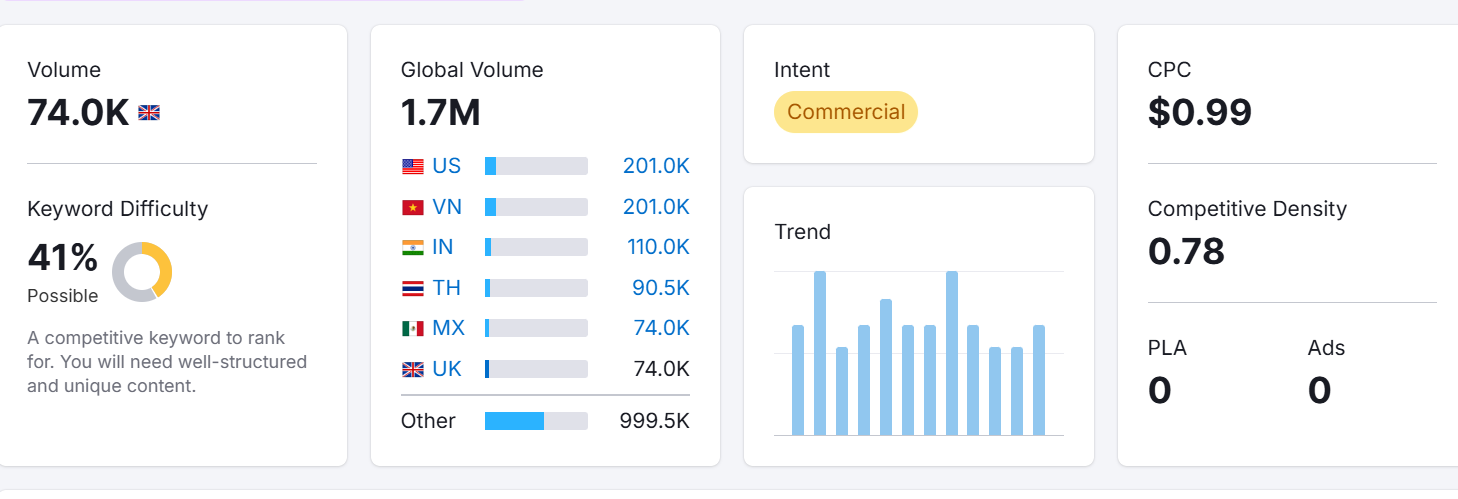 Volume
74.0K
Keyword Difficulty
41%
Possible
A competitive keyword to rank
for. You will need well-structured
and unique content.
Global Volume
1.7M
US 201.0K
VN 201.0K
IN 110.0K
TH 90.5K
MX 74.0K
UK 74.0K
Other 999.5K
Intent
Commercial
Trend
CPC
$0.99
Competitive Density
0.78
PLA Ads
0 0